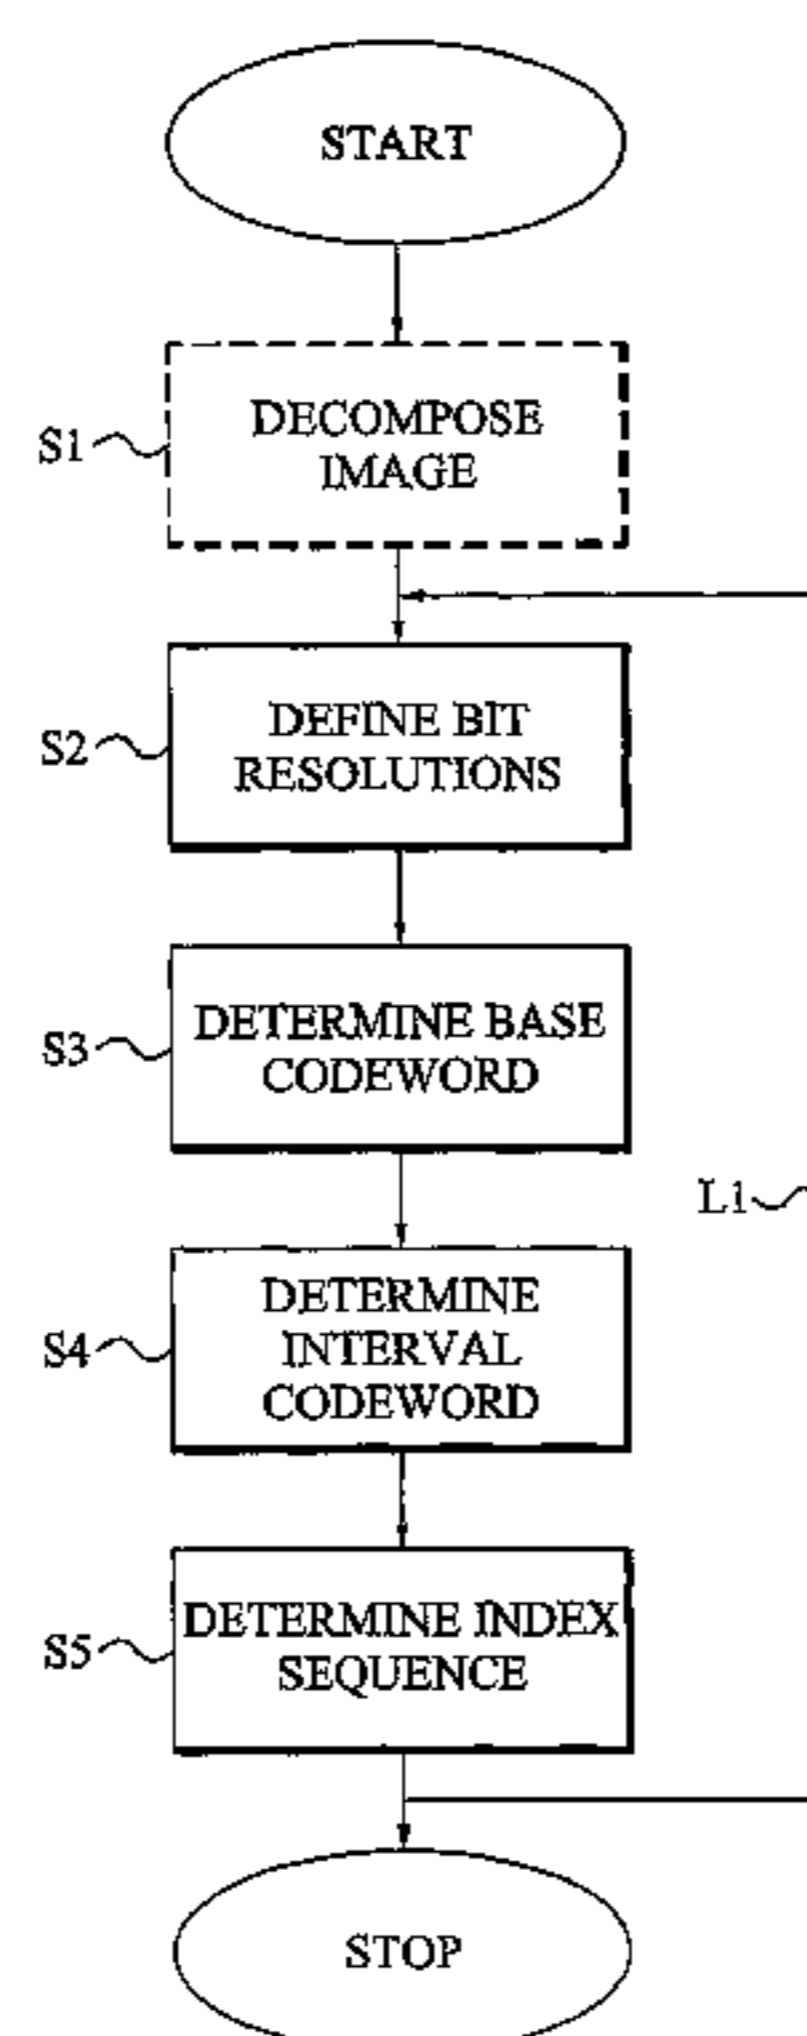 START
S1
DECOMPOSE
IMAGE
S2
DEFINE BIT
RESOLUTIONS
S3
DETERMINE BASE
CODEWORD
L1
S4
DETERMINE
INTERVAL
CODEWORD
S5
DETERMINE INDEX
SEQUENCE
STOP